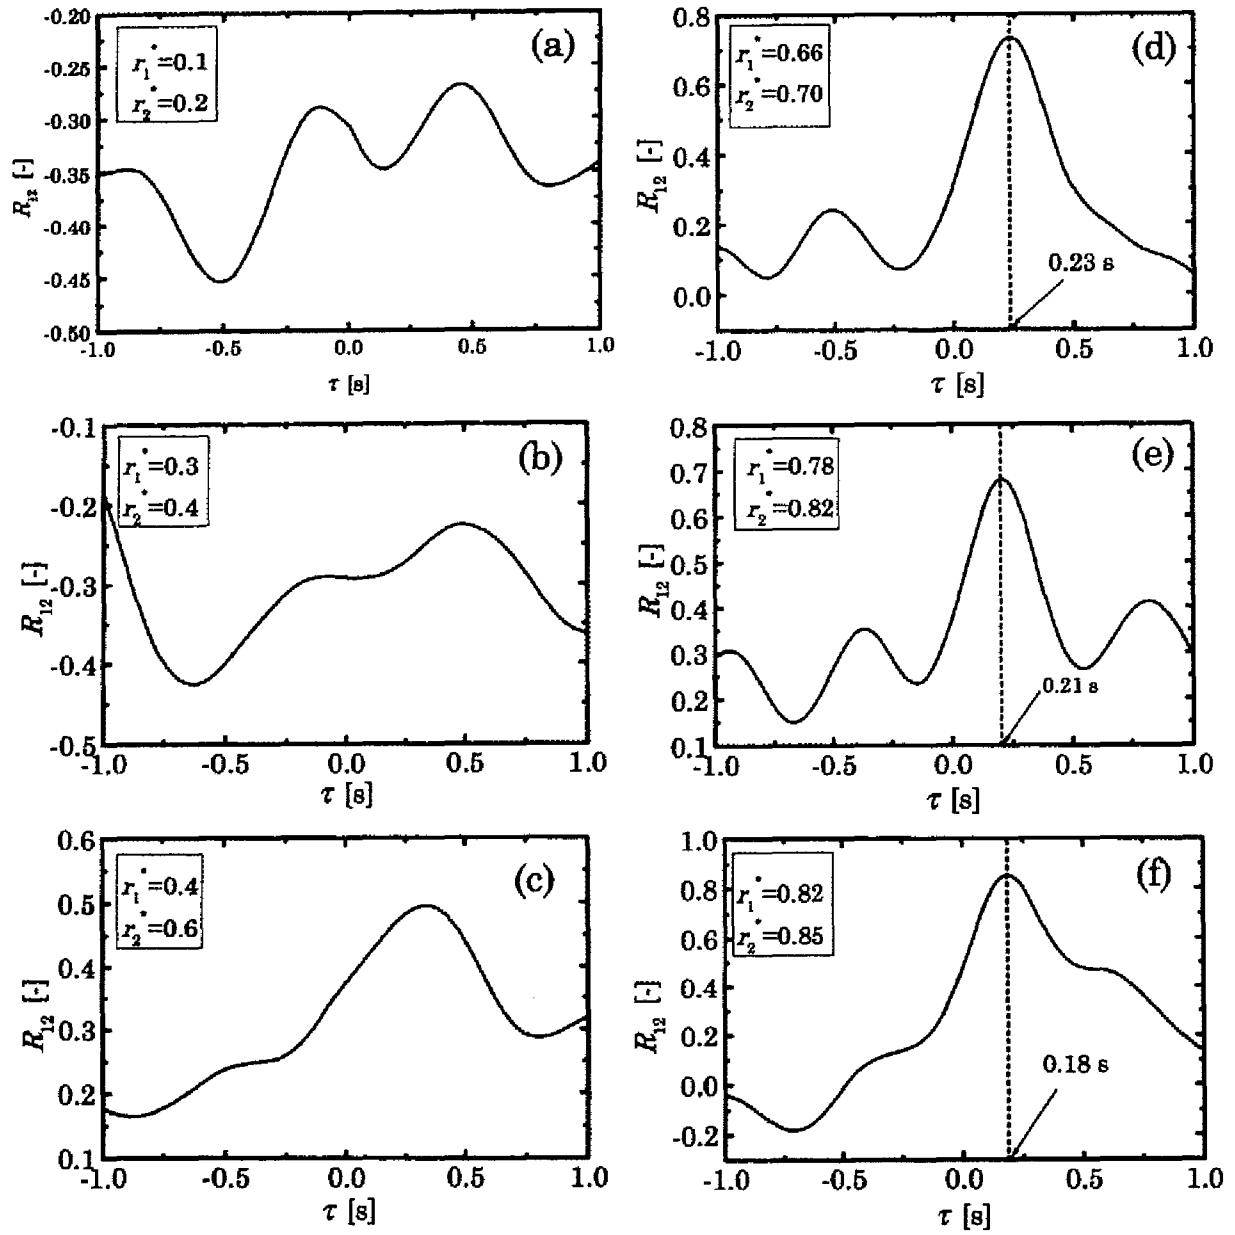 (a)
r₁*=0.1
r₂*=0.2
-0.20
-0.25
-0.30
-0.35
-0.40
-0.45
-0.50
R₁₂ [-]
-1.0 -0.5 0.0 0.5 1.0
τ [s]
(b)
r₁*=0.3
r₂*=0.4
-0.1
-0.2
-0.3
-0.4
-0.5
R₁₂, [-]
-1.0 -0.5 0.0 0.5 1.0
τ [s]
(c)
r₁*=0.4
r₂*=0.6
0.6
0.5
0.4
0.3
0.2
0.1
R₁₂ [-]
-1.0 -0.5 0.0 0.5 1.0
τ [s]
(d)
r₁*=0.66
r₂*=0.70
0.8
0.6
0.4
0.2
0.0
R₁₂ [-]
0.23 s
-1.0 -0.5 0.0 0.5 1.0
τ [s]
(e)
r₁*=0.78
r₂*=0.82
0.8
0.7
0.6
0.5
0.4
0.3
0.2
0.1
R₁₂ [-]
0.21 s
-1.0 -0.5 0.0 0.5 1.0
τ [s]
(f)
r₁*=0.82
r₂*=0.85
1.0
0.8
0.6
0.4
0.2
0.0
-0.2
R₁₂ [-]
0.18 s
-1.0 -0.5 0.0 0.5 1.0
τ [s]